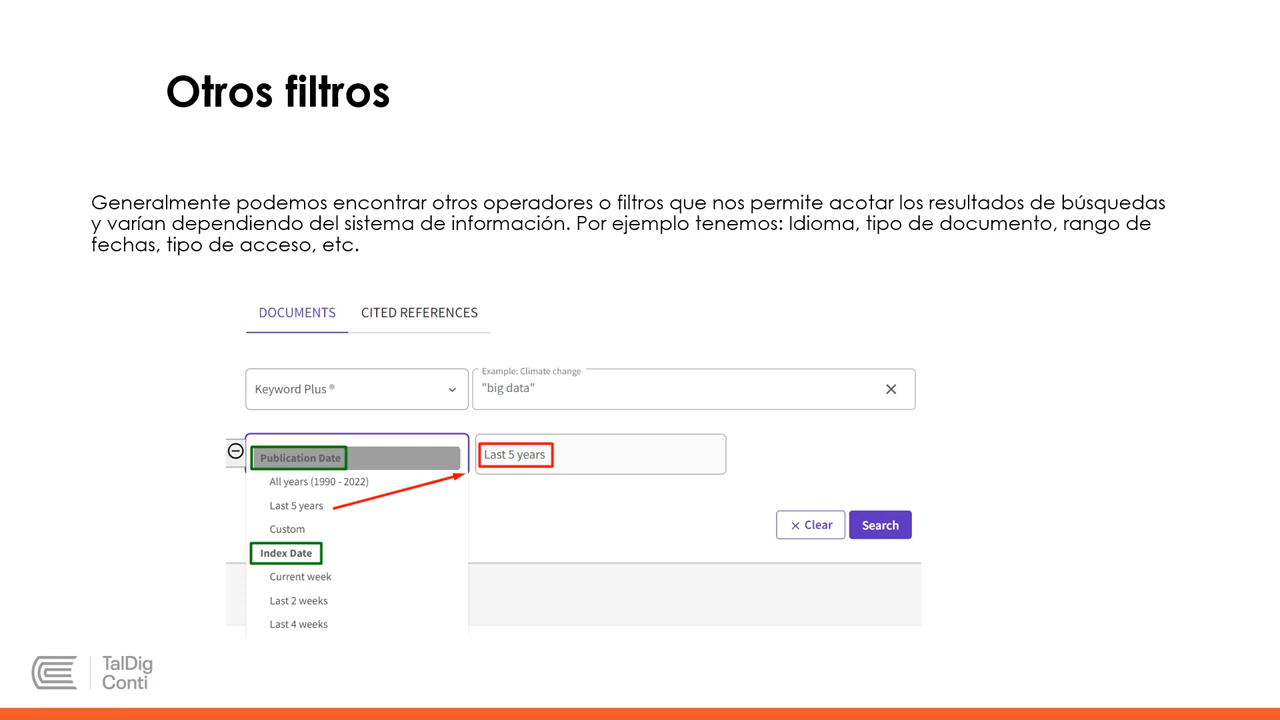 Otros filtros
Generalmente podemos encontrar otros operadores o filtros que nos permite acotar los resultados de búsquedas
y varían dependiendo del sistema de información. Por ejemplo tenemos: Idioma, tipo de documento, rango de
fechas, tipo de acceso, etc.
DOCUMENTS CITED REFERENCES
Example: Climate change
Keyword Plus ® "big data"
Publication Date Last 5 years
All years (1990 - 2022)
Last 5 years
Custom
Clear Search
Index Date
Current week
Last 2 weeks
Last 4 weeks
TalDig
Conti